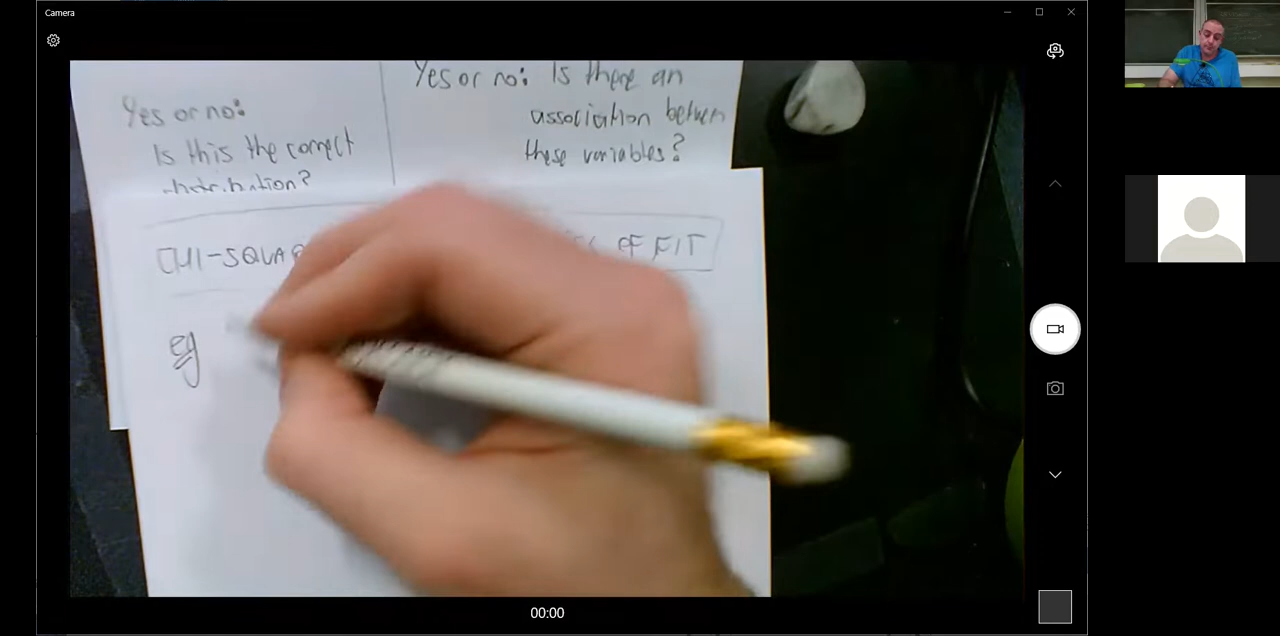 Camera
Yes or no:
Is this the correct
Yes or no: Is there an
association between
these variables?
OF FIT
eg
00:00